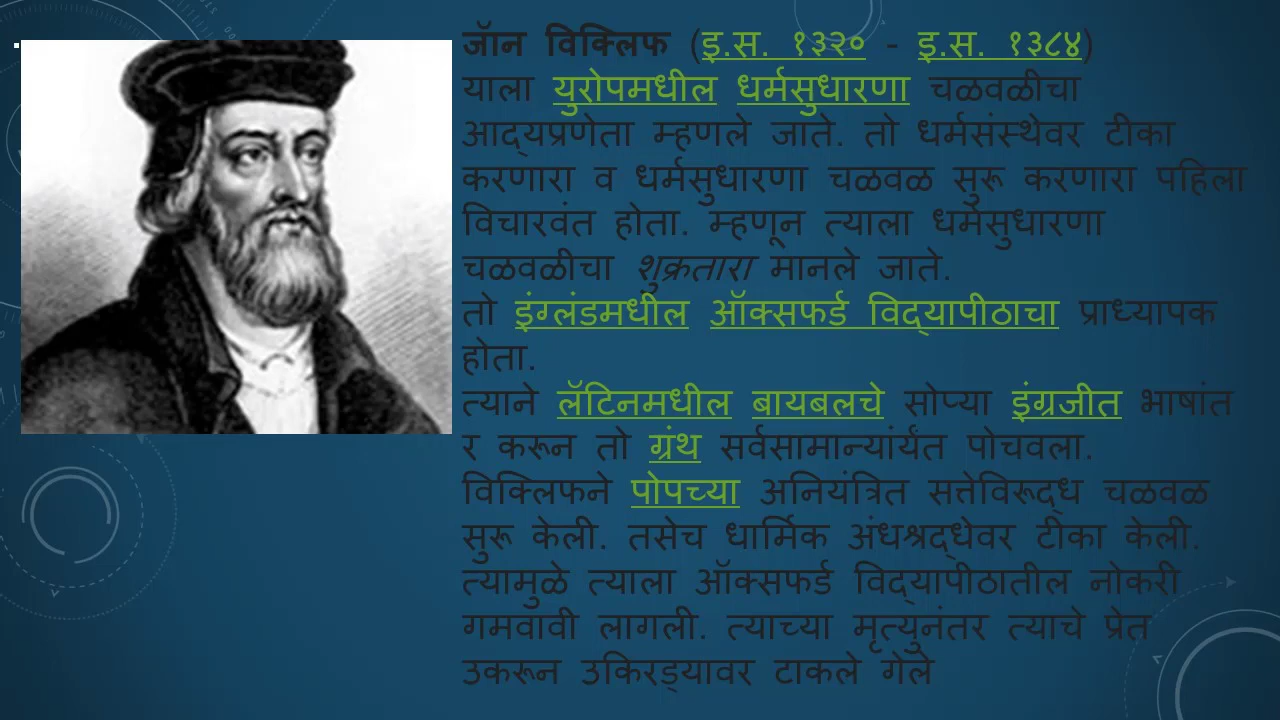 जॉन विक्लिफ (इ.स. १३२० - इ.स. १३८४)
याला युरोपमधील धर्मसुधारणा चळवळीचा
आद्यप्रणेता म्हणले जाते. तो धर्मसंस्थेवर टीका
करणारा व धर्मसुधारणा चळवळ सुरू करणारा पहिला
विचारवंत होता. म्हणून त्याला धर्मसुधारणा
चळवळीचा शुक्रतारा मानले जाते.
तो इंग्लंडमधील ऑक्सफर्ड विद्यापीठाचा प्राध्यापक
होता.
त्याने लॅटिनमधील बायबलचे सोप्या इंग्रजीत भाषांत
र करून तो ग्रंथ सर्वसामान्यांर्यंत पोचवला.
विक्लिफने पोपच्या अनियंत्रित सत्तेविरूद्ध चळवळ
सुरू केली. तसेच धार्मिक अंधश्रद्धेवर टीका केली.
त्यामुळे त्याला ऑक्सफर्ड विद्यापीठातील नोकरी
गमवावी लागली. त्याच्या मृत्युनंतर त्याचे प्रेत
उकरून उकिरड्यावर टाकले गेले